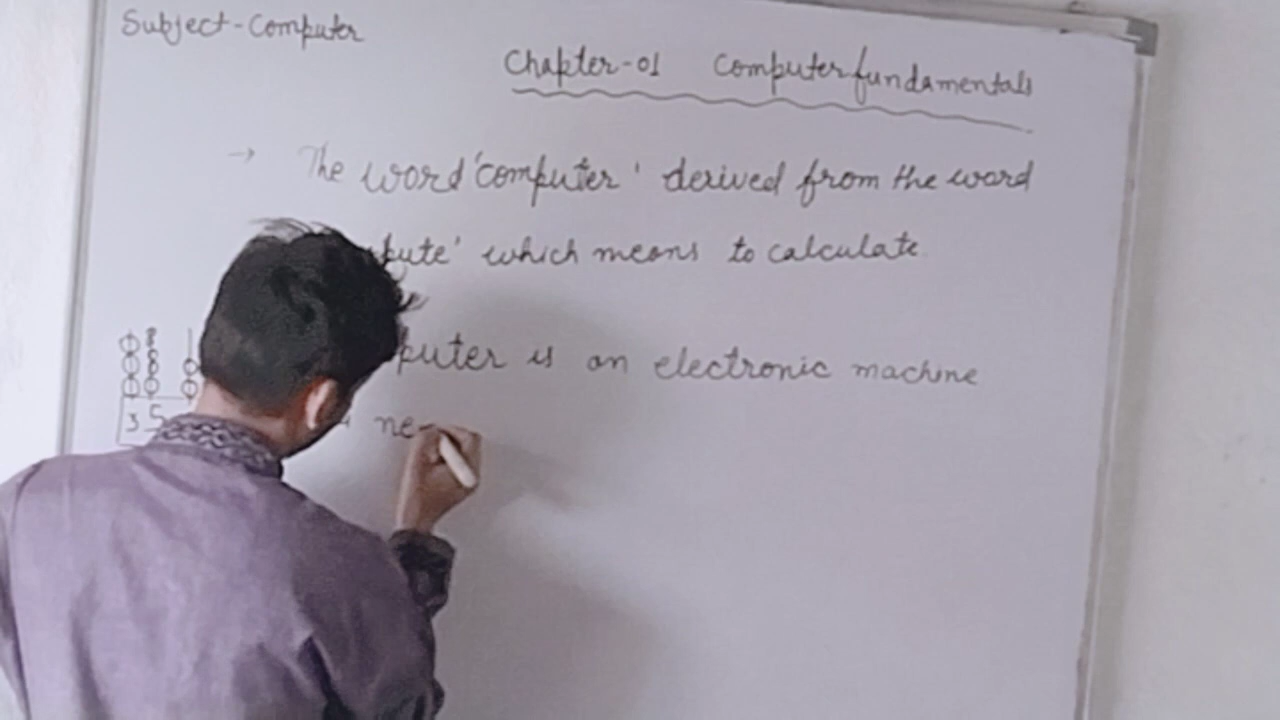 Subject-Computer
Chapter-01 Computer fundamentals
→ The word 'computer' derived from the word
pute' which means to calculate.
puter is an electronic machine
ne
35